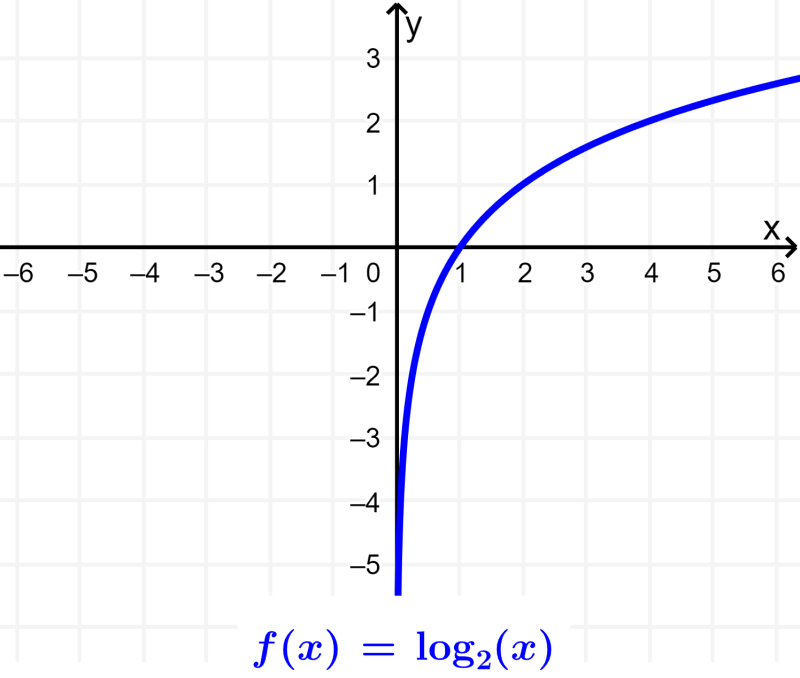 y
3
2
1
x
–6 –5 –4 –3 –2 –1 0 1 2 3 4 5 6
–1
–2
–3
–4
–5
f(x) = log₂(x)